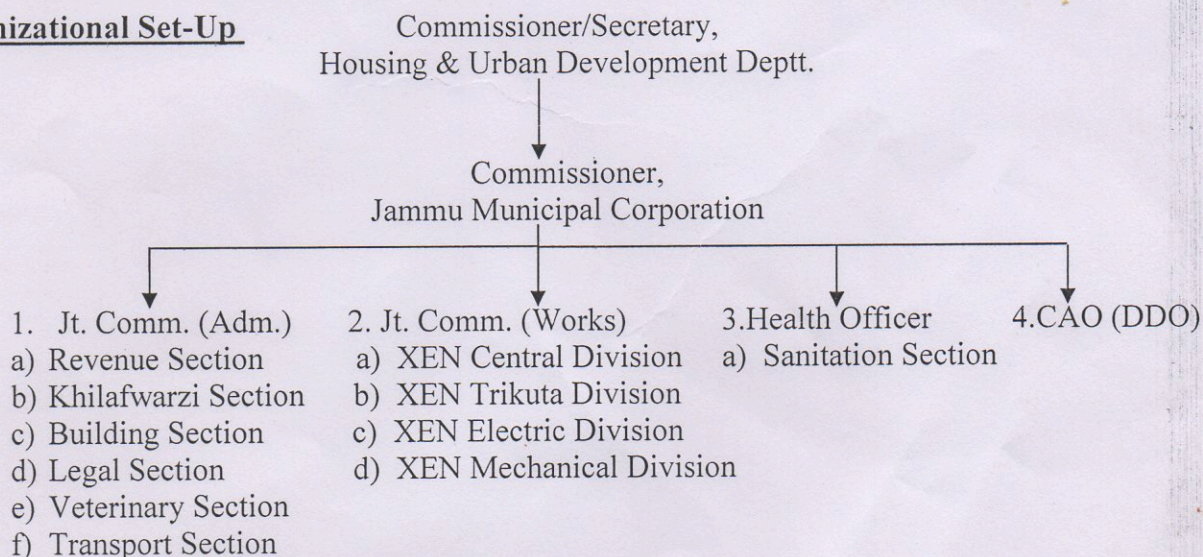 nizational Set-Up
Commissioner/Secretary,
Housing & Urban Development Deptt.
Commissioner,
Jammu Municipal Corporation
1. Jt. Comm. (Adm.)
a) Revenue Section
b) Khilafwarzi Section
c) Building Section
d) Legal Section
e) Veterinary Section
f) Transport Section
2. Jt. Comm. (Works)
a) XEN Central Division
b) XEN Trikuta Division
c) XEN Electric Division
d) XEN Mechanical Division
3.Health Officer
a) Sanitation Section
4.CAO (DDO)